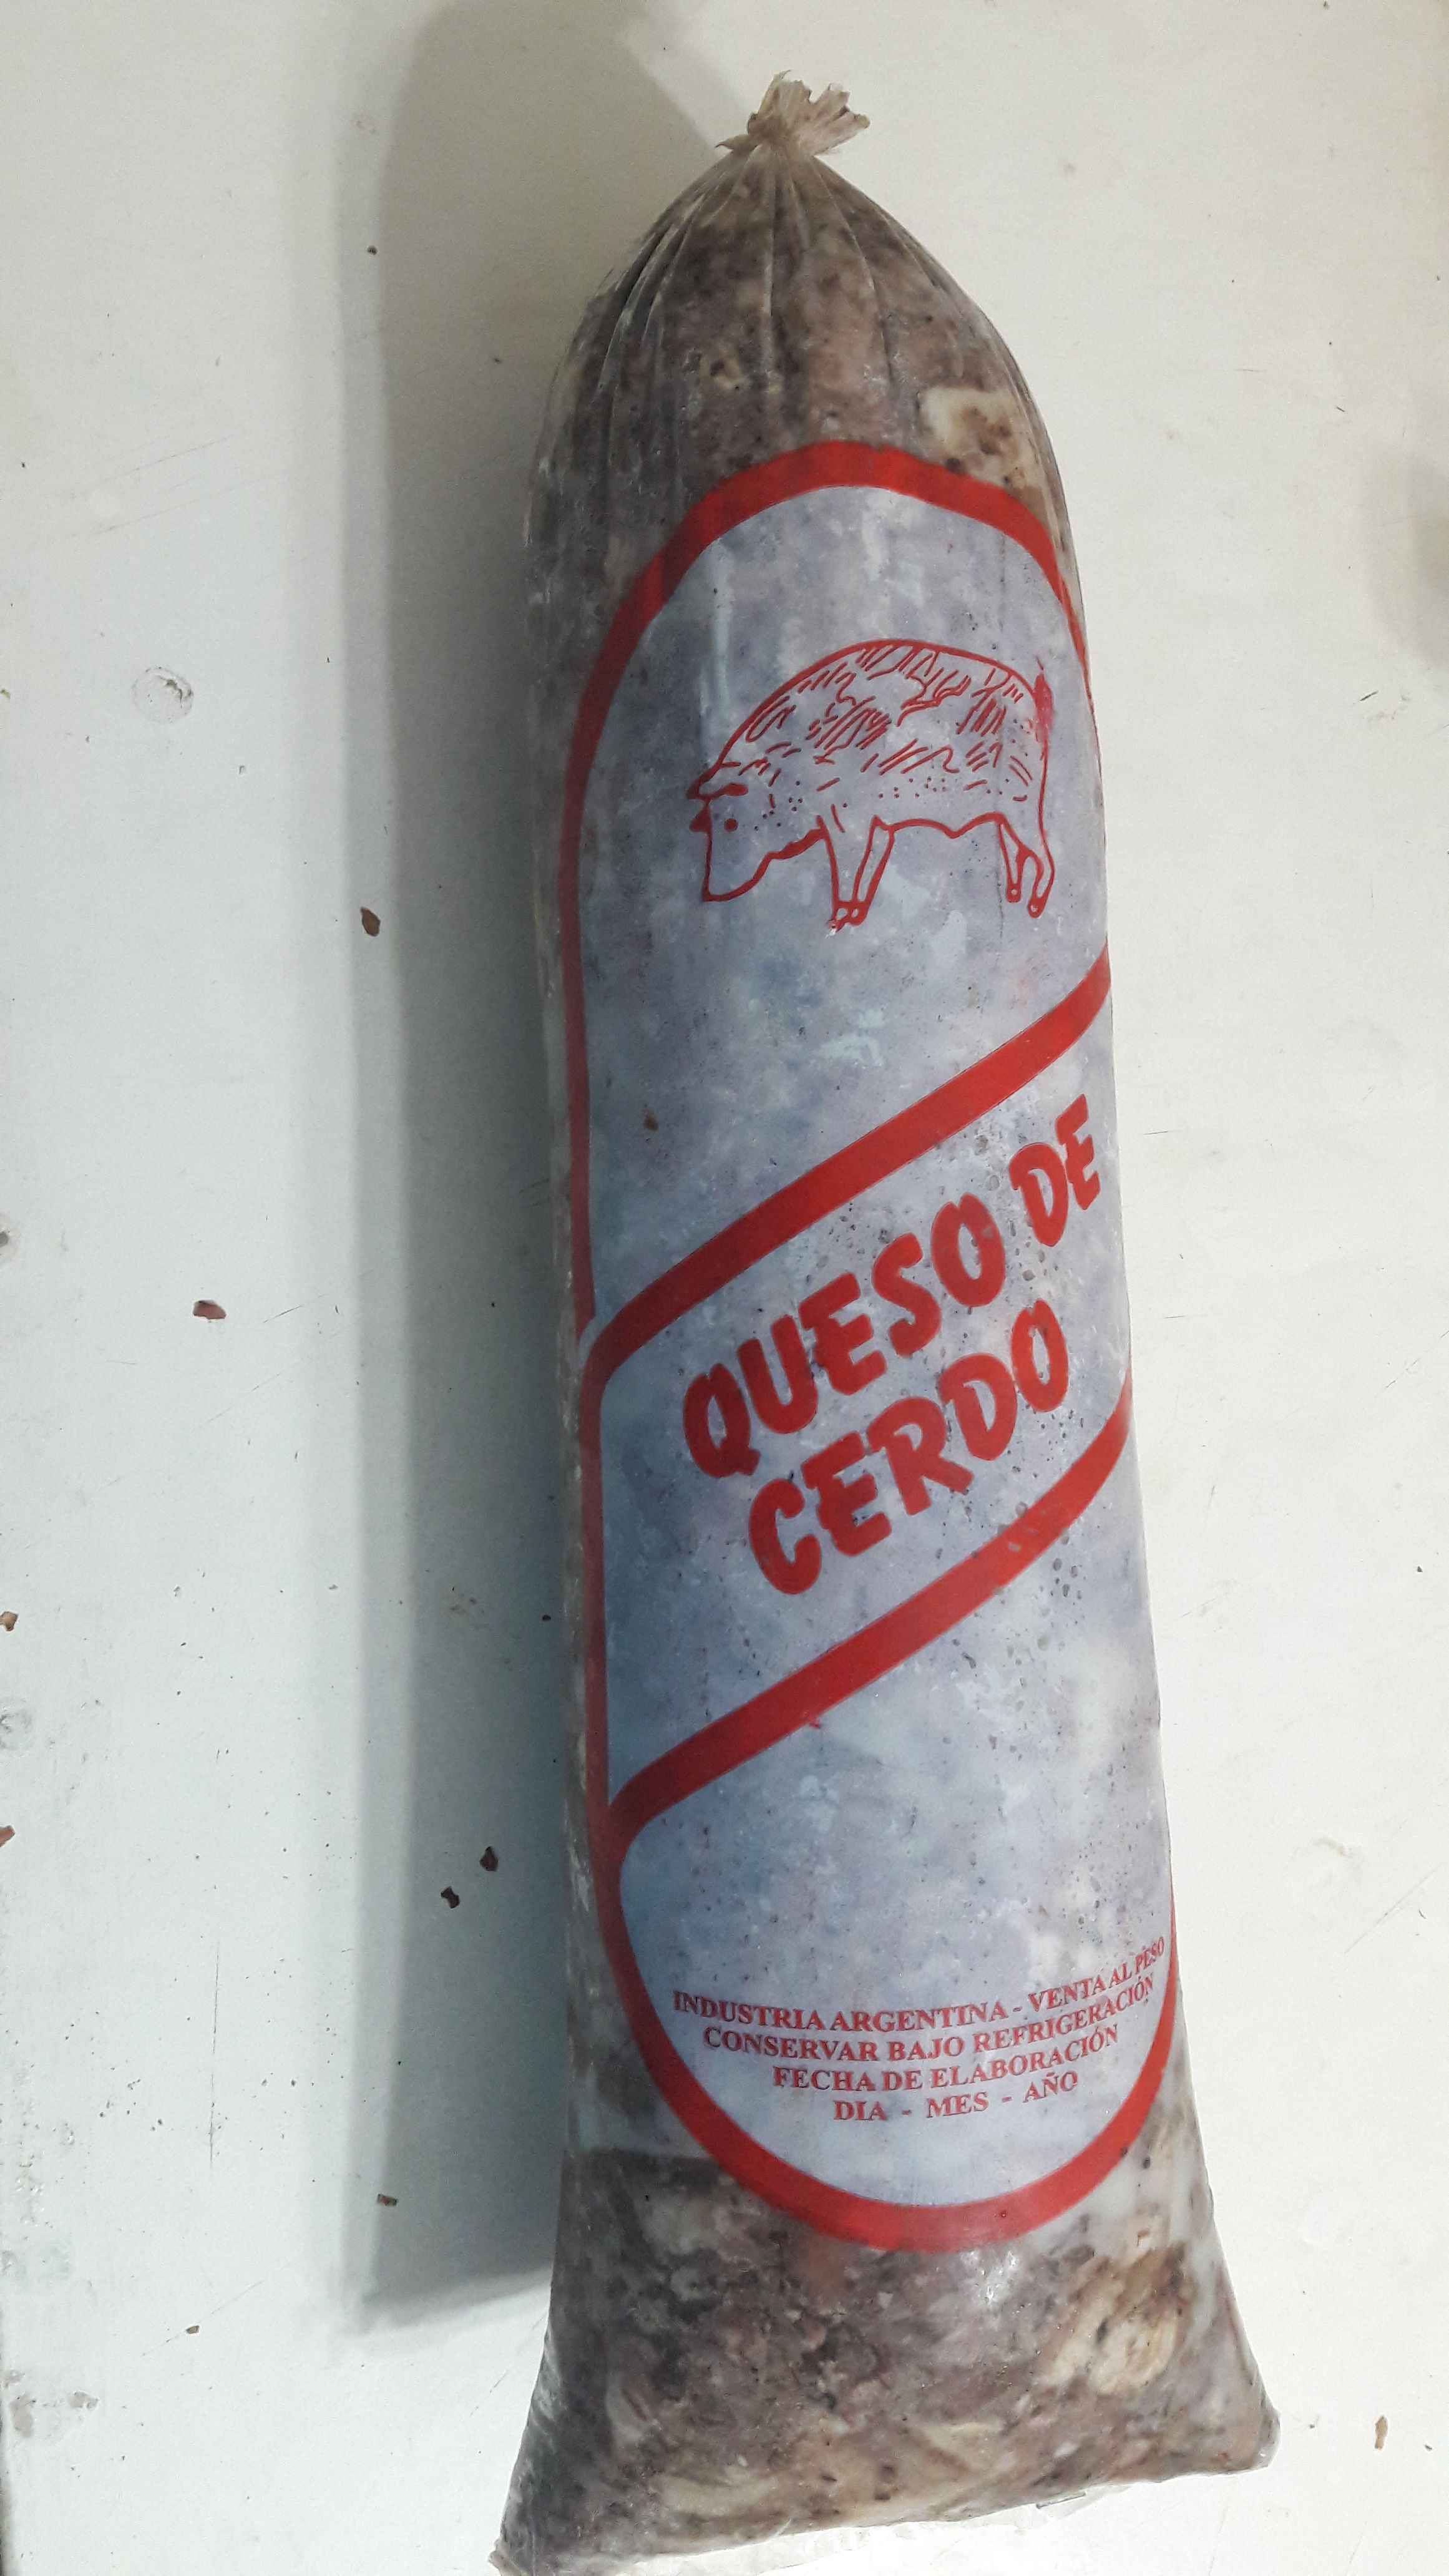 QUESO DE
CERDO
INDUSTRIA ARGENTINA - VENTA AL PESO
CONSERVAR BAJO REFRIGERACIÓN
FECHA DE ELABORACIÓN
DIA - MES - AÑO